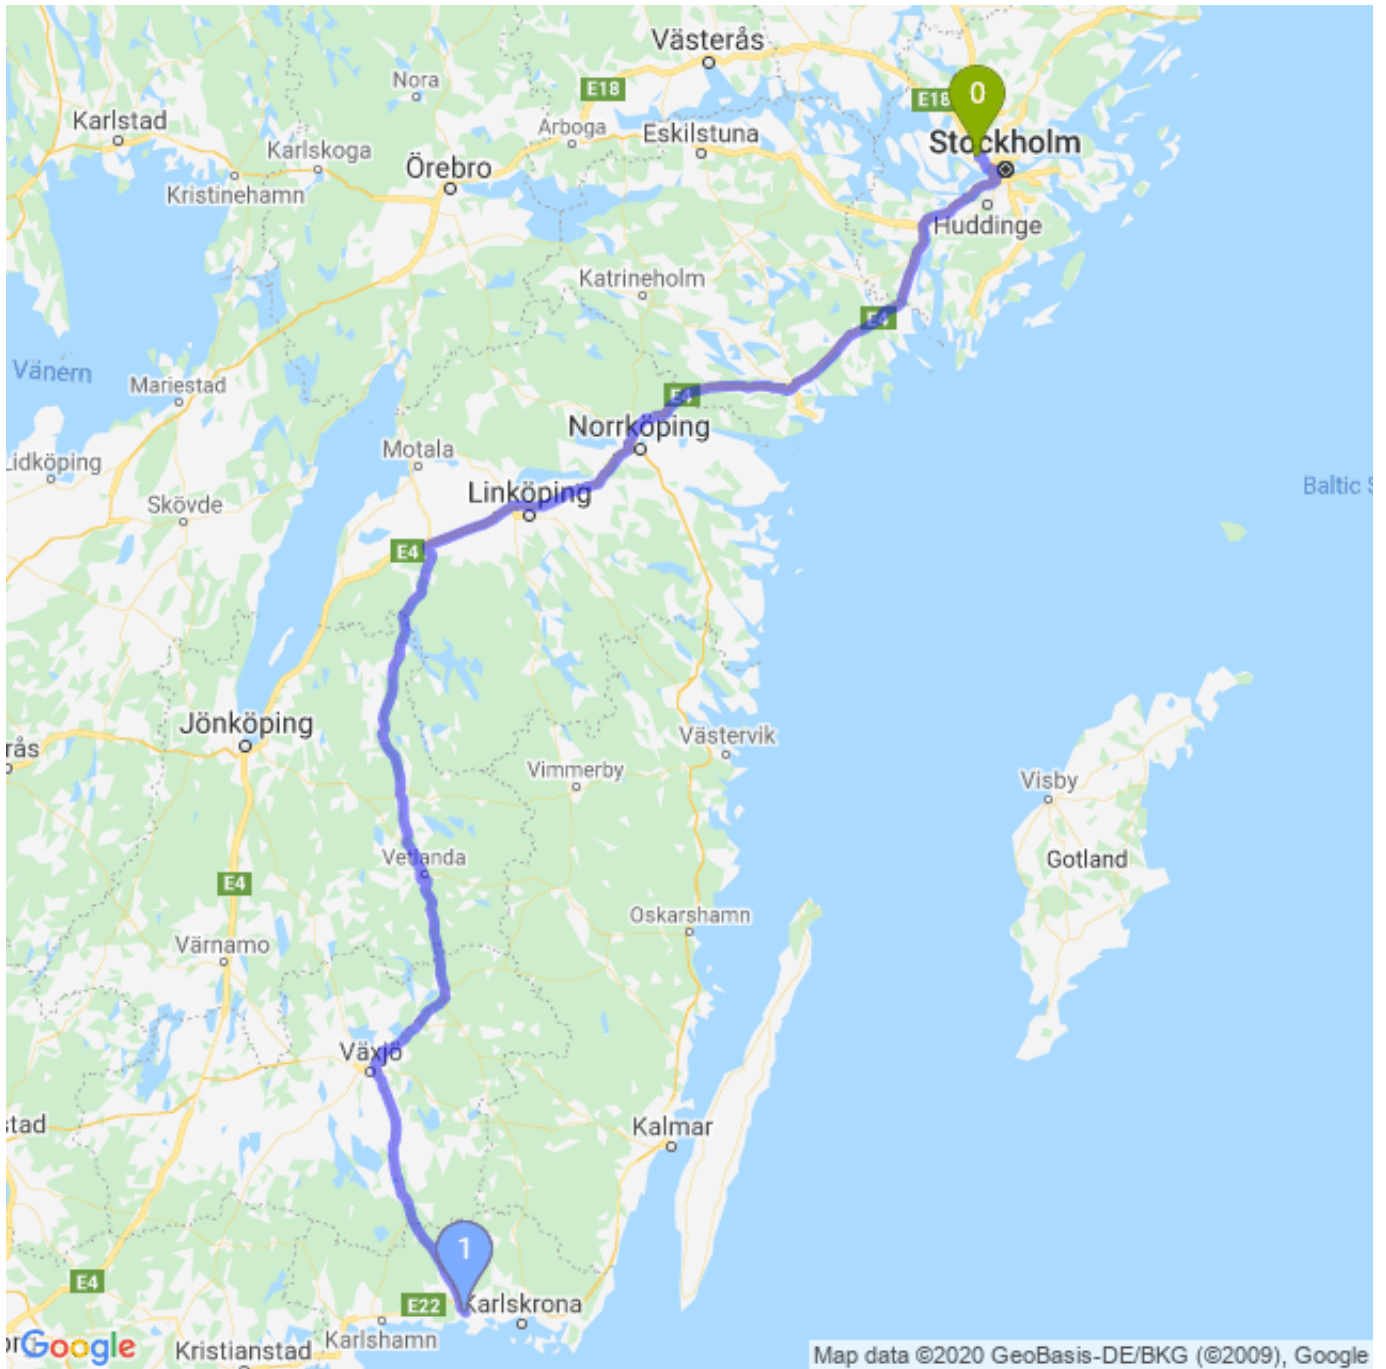 Västerås
Nora
E18
E18
0
Karlstad
Arboga
Eskilstuna
Stockholm
Karlskoga
Örebro
Kristinehamn
Huddinge
Katrineholm
E4
Vänern
Mariestad
E4
Norrköping
Motala
Lidköping
Linköping
Baltic S
Skövde
E4
Jönköping
Västervik
rås
Vimmerby
Visby
Vetlanda
Gotland
E4
Oskarshamn
Värnamo
Växjö
stad
Kalmar
1
E4
E22
Karlskrona
Karlshamn
Kristianstad
Google
Map data ©2020 GeoBasis-DE/BKG (©2009), Google